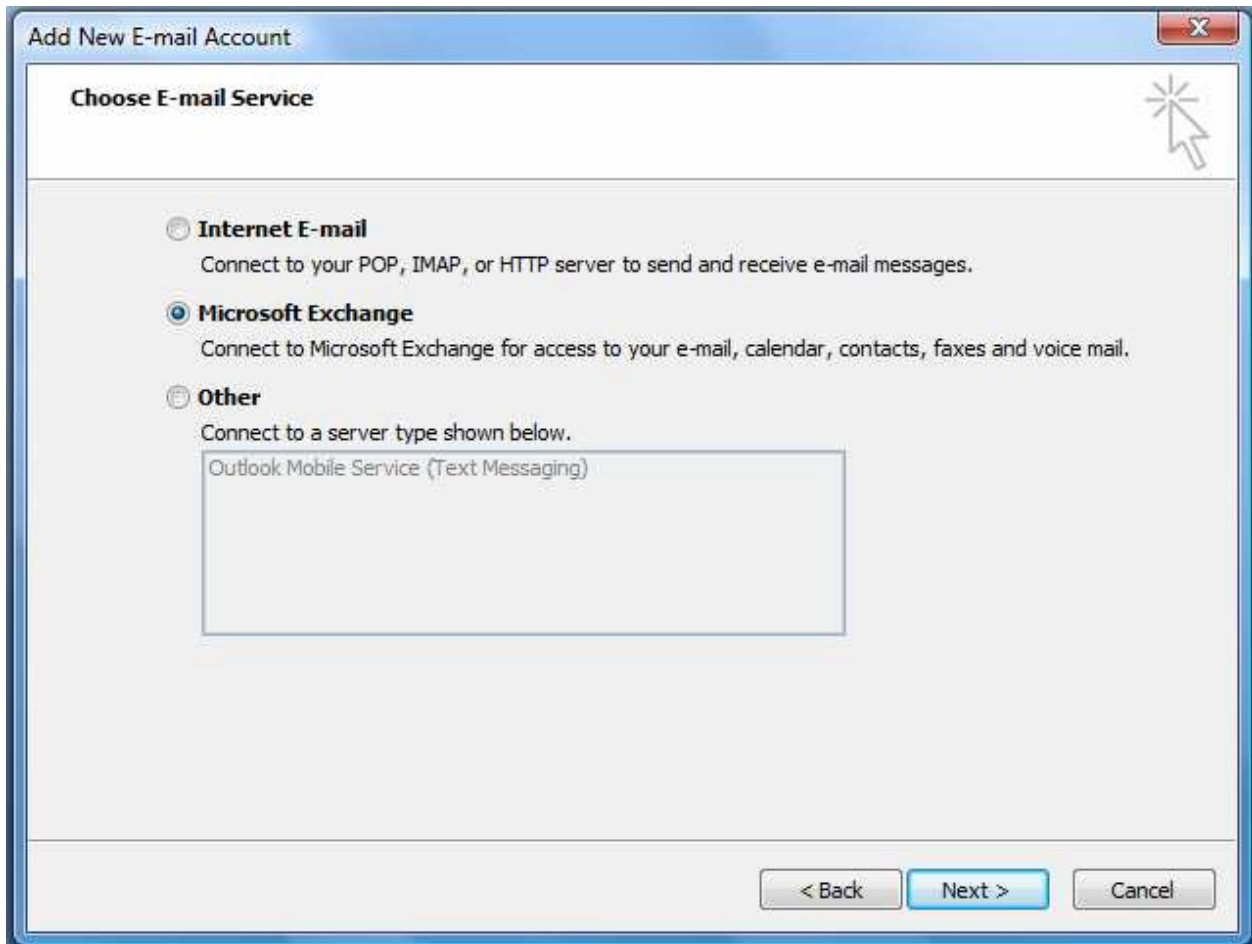 Add New E-mail Account
Choose E-mail Service
Internet E-mail
Connect to your POP, IMAP, or HTTP server to send and receive e-mail messages.
Microsoft Exchange
Connect to Microsoft Exchange for access to your e-mail, calendar, contacts, faxes and voice mail.
Other
Connect to a server type shown below.
Outlook Mobile Service (Text Messaging)
< Back Next > Cancel